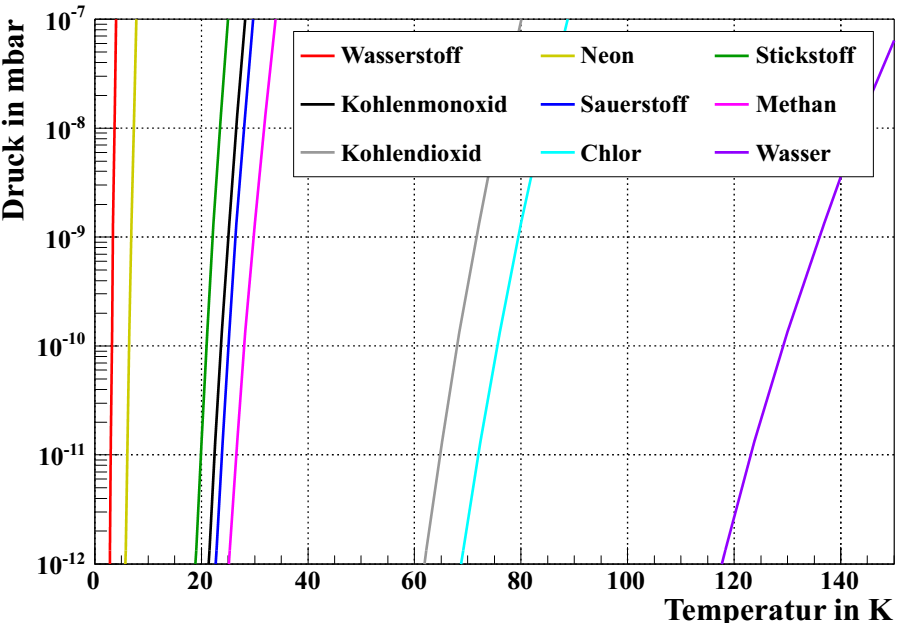 Druck in mbar
10⁻⁷
10⁻⁸
10⁻⁹
10⁻¹⁰
10⁻¹¹
10⁻¹²
Wasserstoff Neon Stickstoff
Kohlenmonoxid Sauerstoff Methan
Kohlendioxid Chlor Wasser
0 20 40 60 80 100 120 140
Temperatur in K